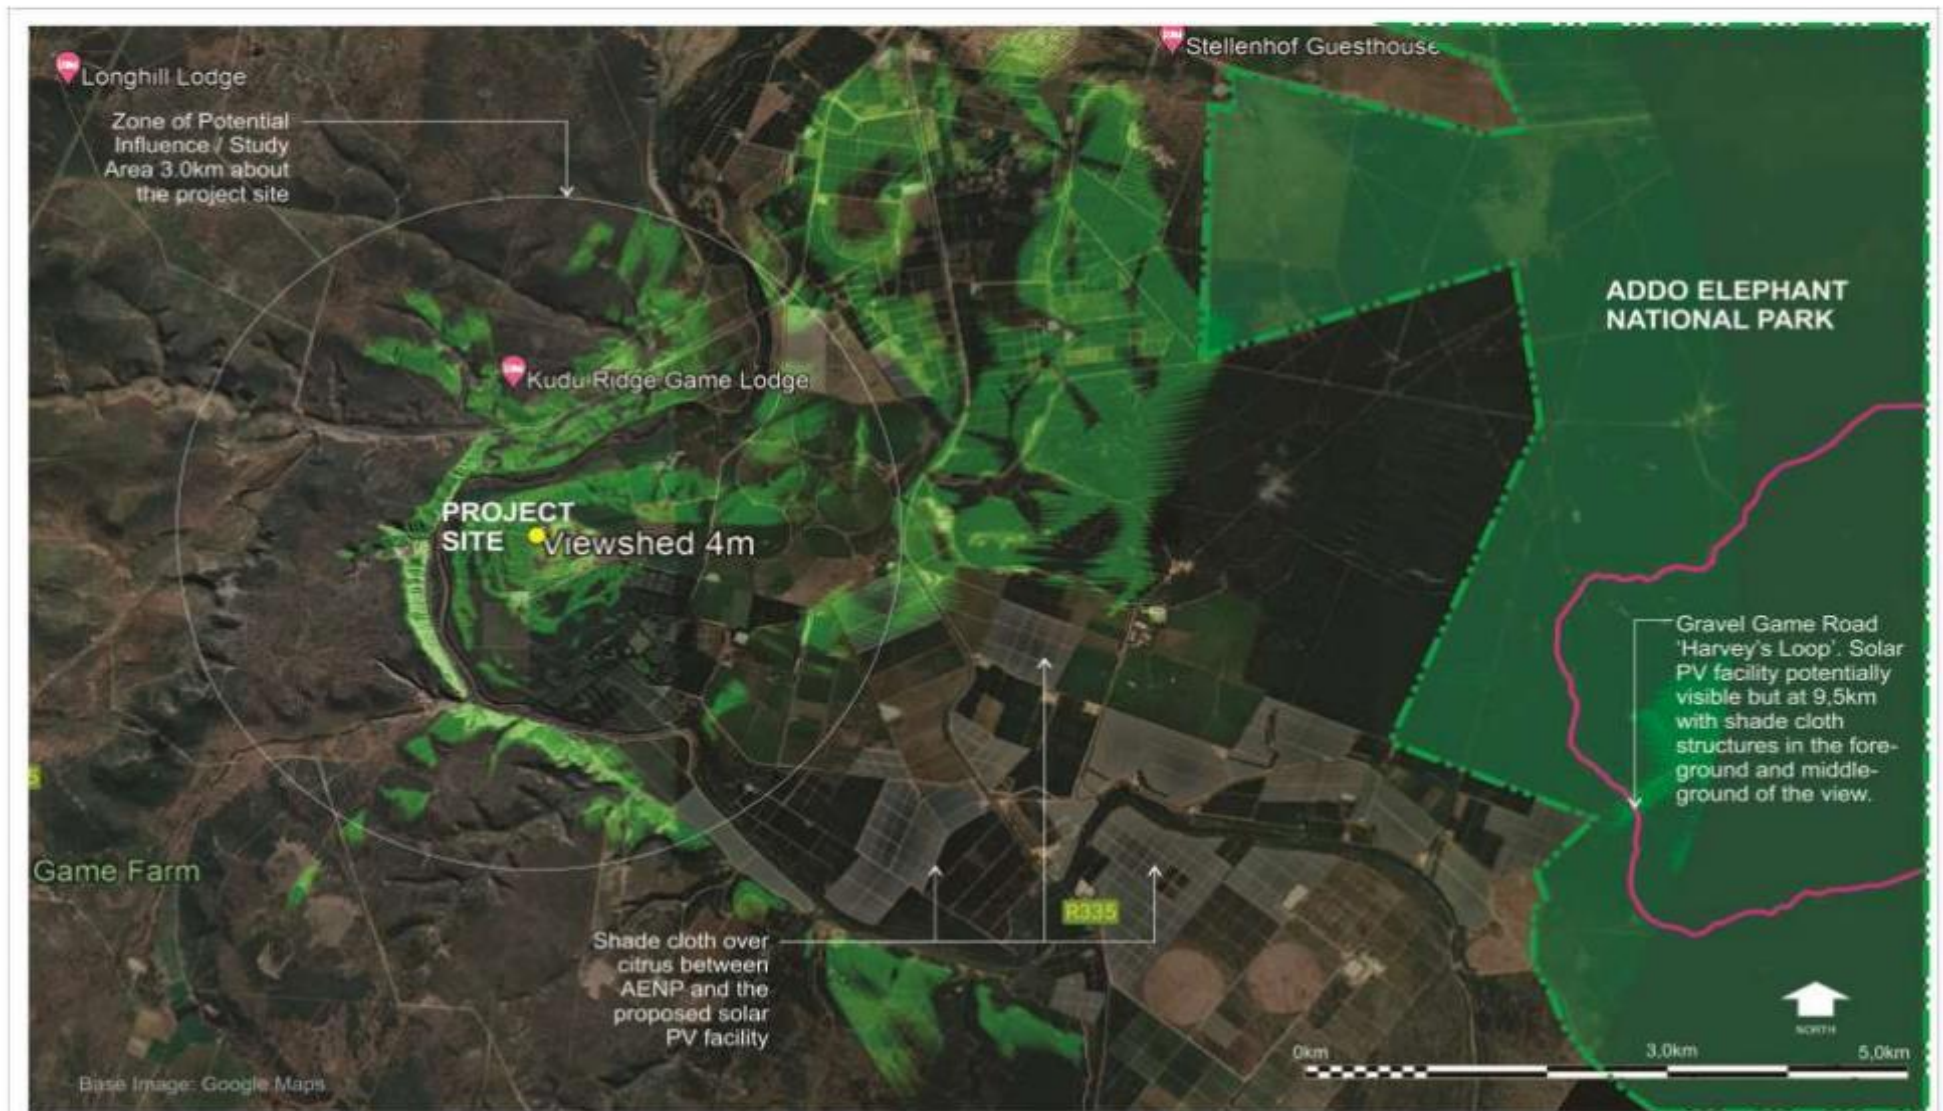 Longhill Lodge
Stellenhof Guesthouse
Zone of Potential
Influence / Study
Area 3.0km about
the project site
ADDO ELEPHANT
NATIONAL PARK
Kudu Ridge Game Lodge
PROJECT
SITE
Viewshed 4m
Gravel Game Road
'Harvey's Loop'. Solar
PV facility potentially
visible but at 9,5km
with shade cloth
structures in the fore-
ground and middle-
ground of the view.
5
Game Farm
R335
Shade cloth over
citrus between
AENP and the
proposed solar
PV facility
NORTH
0km
3.0km
5,0km
Base Image: Google Maps